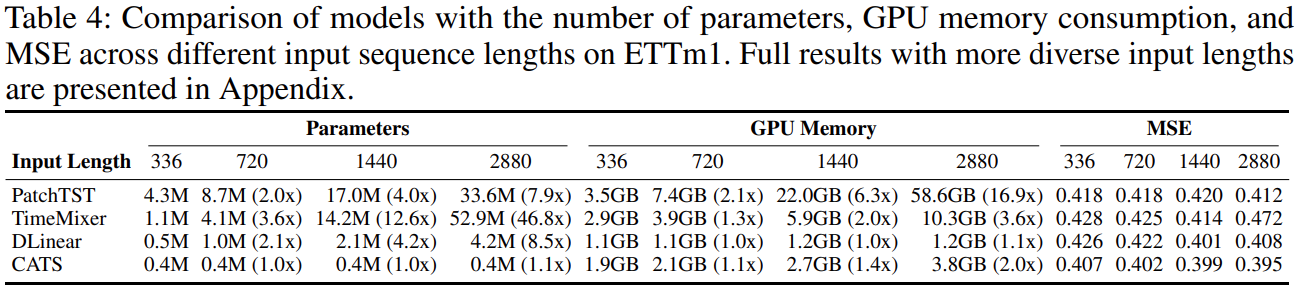 Table 4: Comparison of models with the number of parameters, GPU memory consumption, and
MSE across different input sequence lengths on ETTm1. Full results with more diverse input lengths
are presented in Appendix.
Parameters GPU Memory MSE
Input Length 336 720 1440 2880 336 720 1440 2880 336 720 1440 2880
PatchTST 4.3M 8.7M (2.0x) 17.0M (4.0x) 33.6M (7.9x) 3.5GB 7.4GB (2.1x) 22.0GB (6.3x) 58.6GB (16.9x) 0.418 0.418 0.420 0.412
TimeMixer 1.1M 4.1M (3.6x) 14.2M (12.6x) 52.9M (46.8x) 2.9GB 3.9GB (1.3x) 5.9GB (2.0x) 10.3GB (3.6x) 0.428 0.425 0.414 0.472
DLinear 0.5M 1.0M (2.1x) 2.1M (4.2x) 4.2M (8.5x) 1.1GB 1.1GB (1.0x) 1.2GB (1.0x) 1.2GB (1.1x) 0.426 0.422 0.401 0.408
CATS 0.4M 0.4M (1.0x) 0.4M (1.0x) 0.4M (1.1x) 1.9GB 2.1GB (1.1x) 2.7GB (1.4x) 3.8GB (2.0x) 0.407 0.402 0.399 0.395